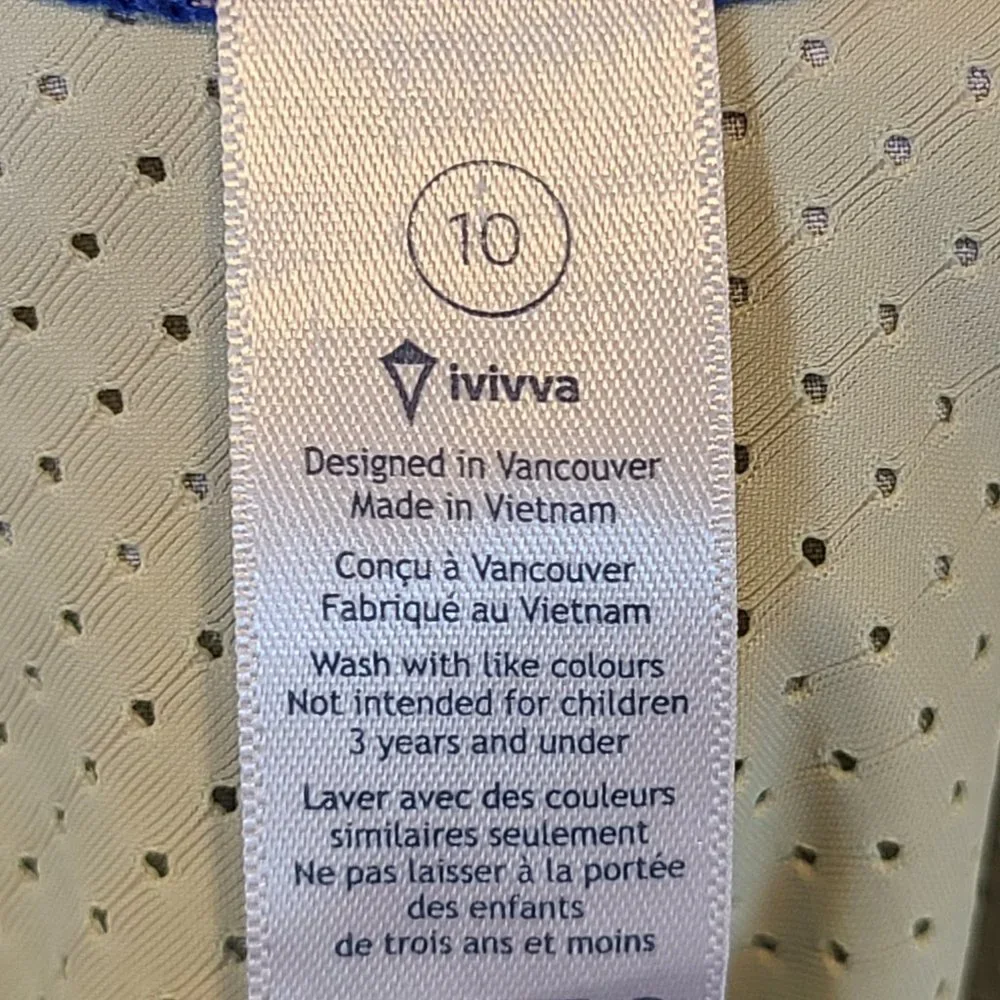 10
ivivva
Designed in Vancouver
Made in Vietnam
Conçu à Vancouver
Fabriqué au Vietnam
Wash with like colours
Not intended for children
3 years and under
Laver avec des couleurs
similaires seulement
Ne pas laisser à la portée
des enfants
de trois ans et moins